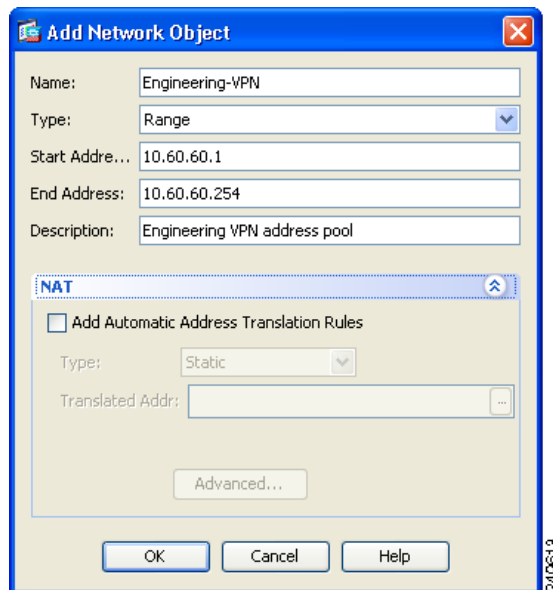 Add Network Object
Name: Engineering-VPN
Type: Range
Start Addre... 10.60.60.1
End Address: 10.60.60.254
Description: Engineering VPN address pool
NAT
Add Automatic Address Translation Rules
Type: Static
Translated Addr: ...
Advanced...
OK Cancel Help
240613